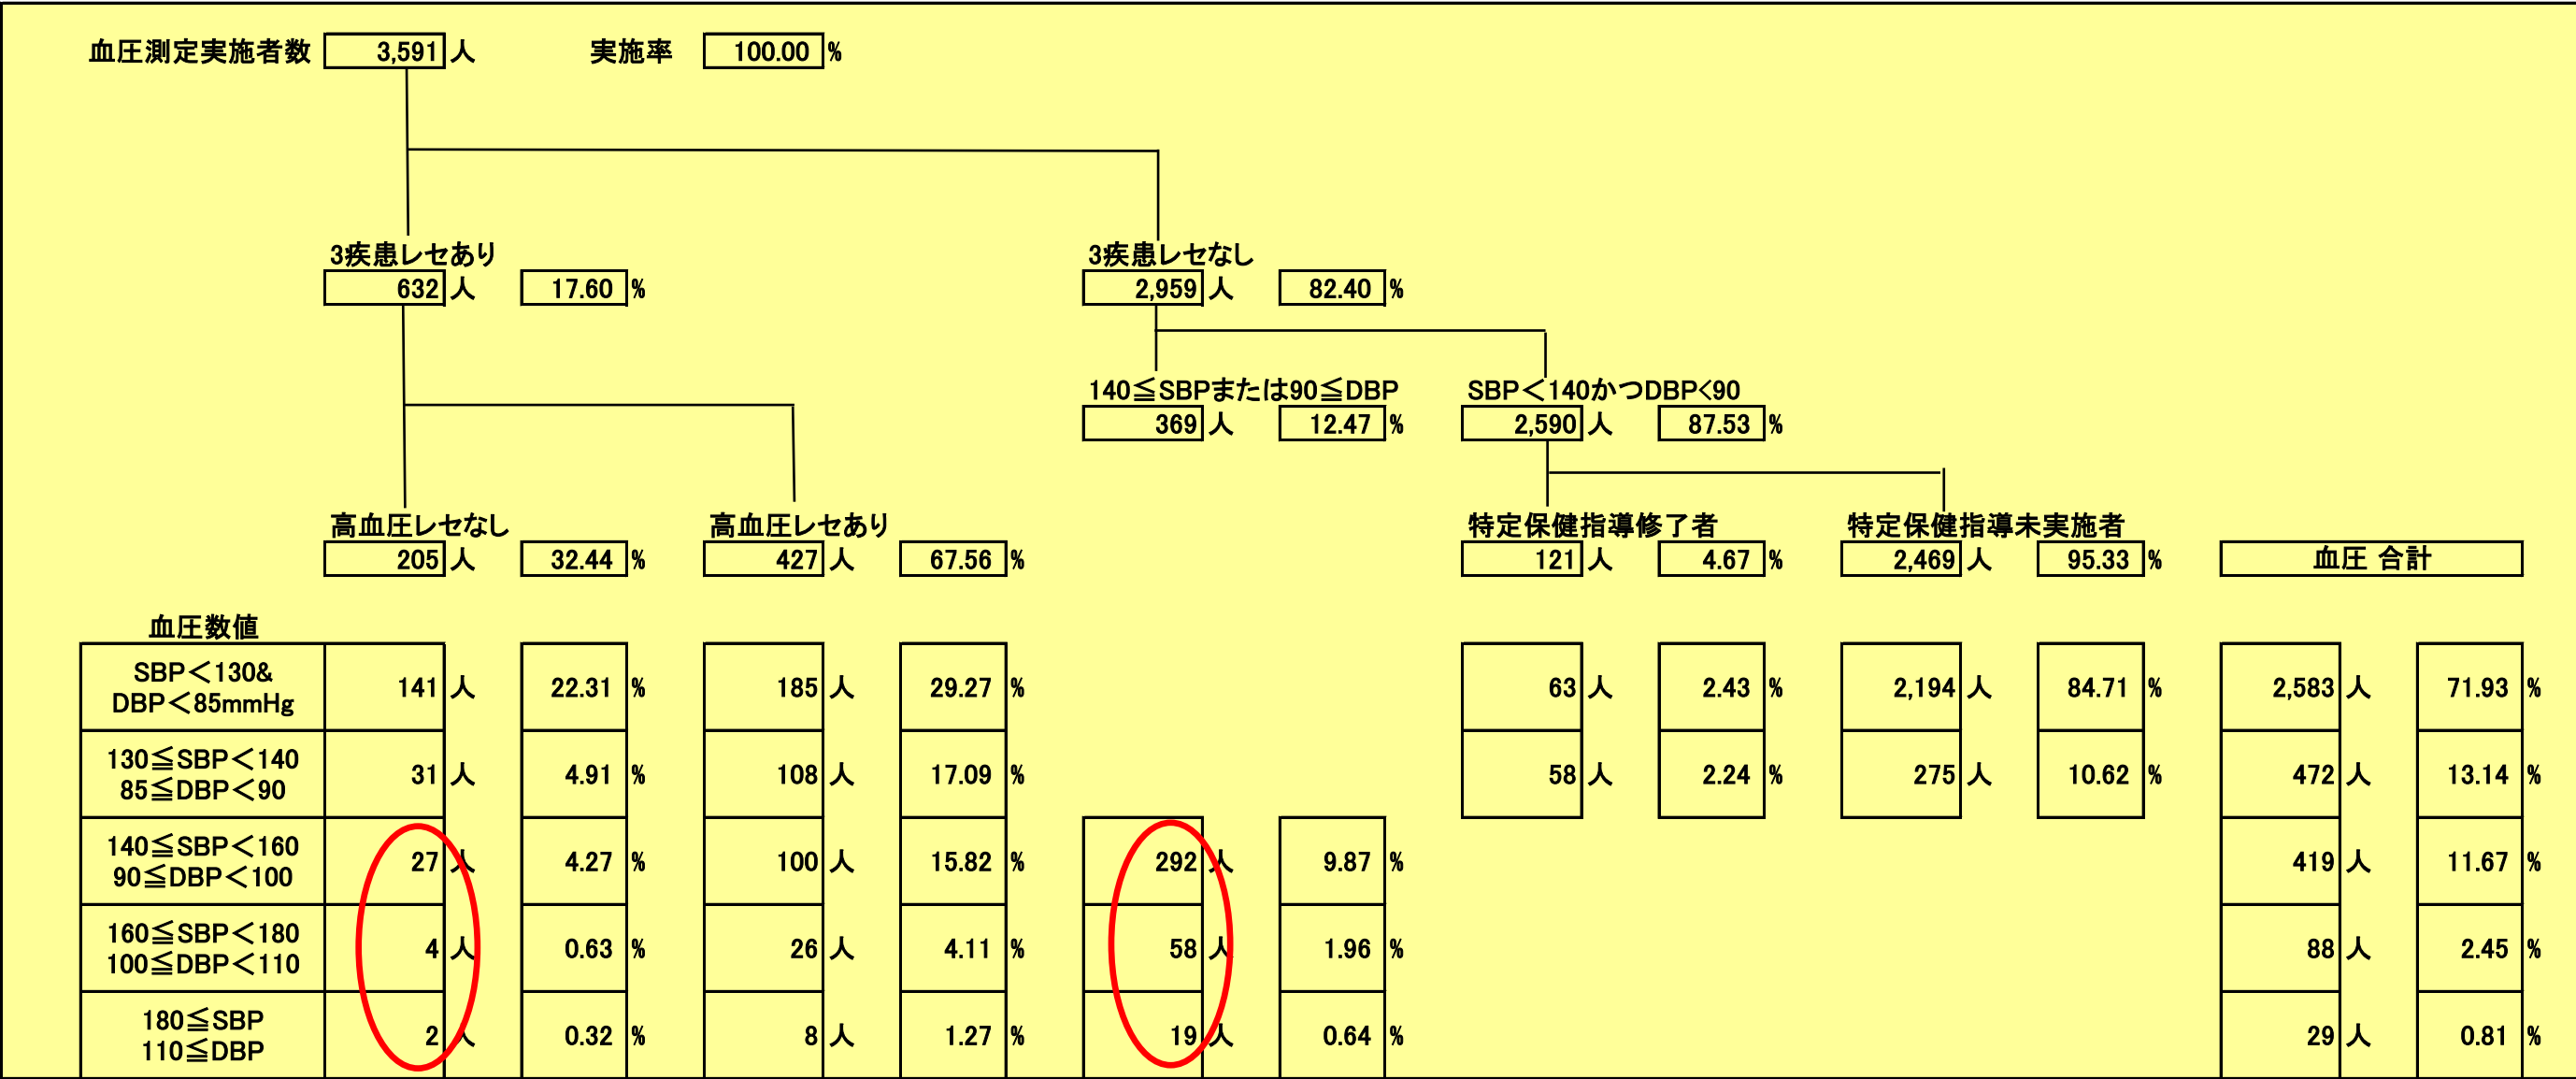 血圧測定実施者数 3,591 人 実施率 100.00 %
3疾患レセあり 3疾患レセなし
632 人 17.60 % 2,959 人 82.40 %
140≦SBPまたは90≦DBP SBP＜140かつDBP<90
369 人 12.47 % 2,590 人 87.53 %
高血圧レセなし 高血圧レセあり 特定保健指導修了者 特定保健指導未実施者
205 人 32.44 % 427 人 67.56 % 121 人 4.67 % 2,469 人 95.33 % 血圧 合計
血圧数値
SBP＜130&
DBP＜85mmHg
141 人 22.31 % 185 人 29.27 % 63 人 2.43 % 2,194 人 84.71 % 2,583 人 71.93 %
130≦SBP＜140
85≦DBP＜90
31 人 4.91 % 108 人 17.09 % 58 人 2.24 % 275 人 10.62 % 472 人 13.14 %
140≦SBP＜160
90≦DBP＜100
27 人 4.27 % 100 人 15.82 % 292 人 9.87 % 419 人 11.67 %
160≦SBP＜180
100≦DBP＜110
4 人 0.63 % 26 人 4.11 % 58 人 1.96 % 88 人 2.45 %
180≦SBP
110≦DBP
2 人 0.32 % 8 人 1.27 % 19 人 0.64 % 29 人 0.81 %